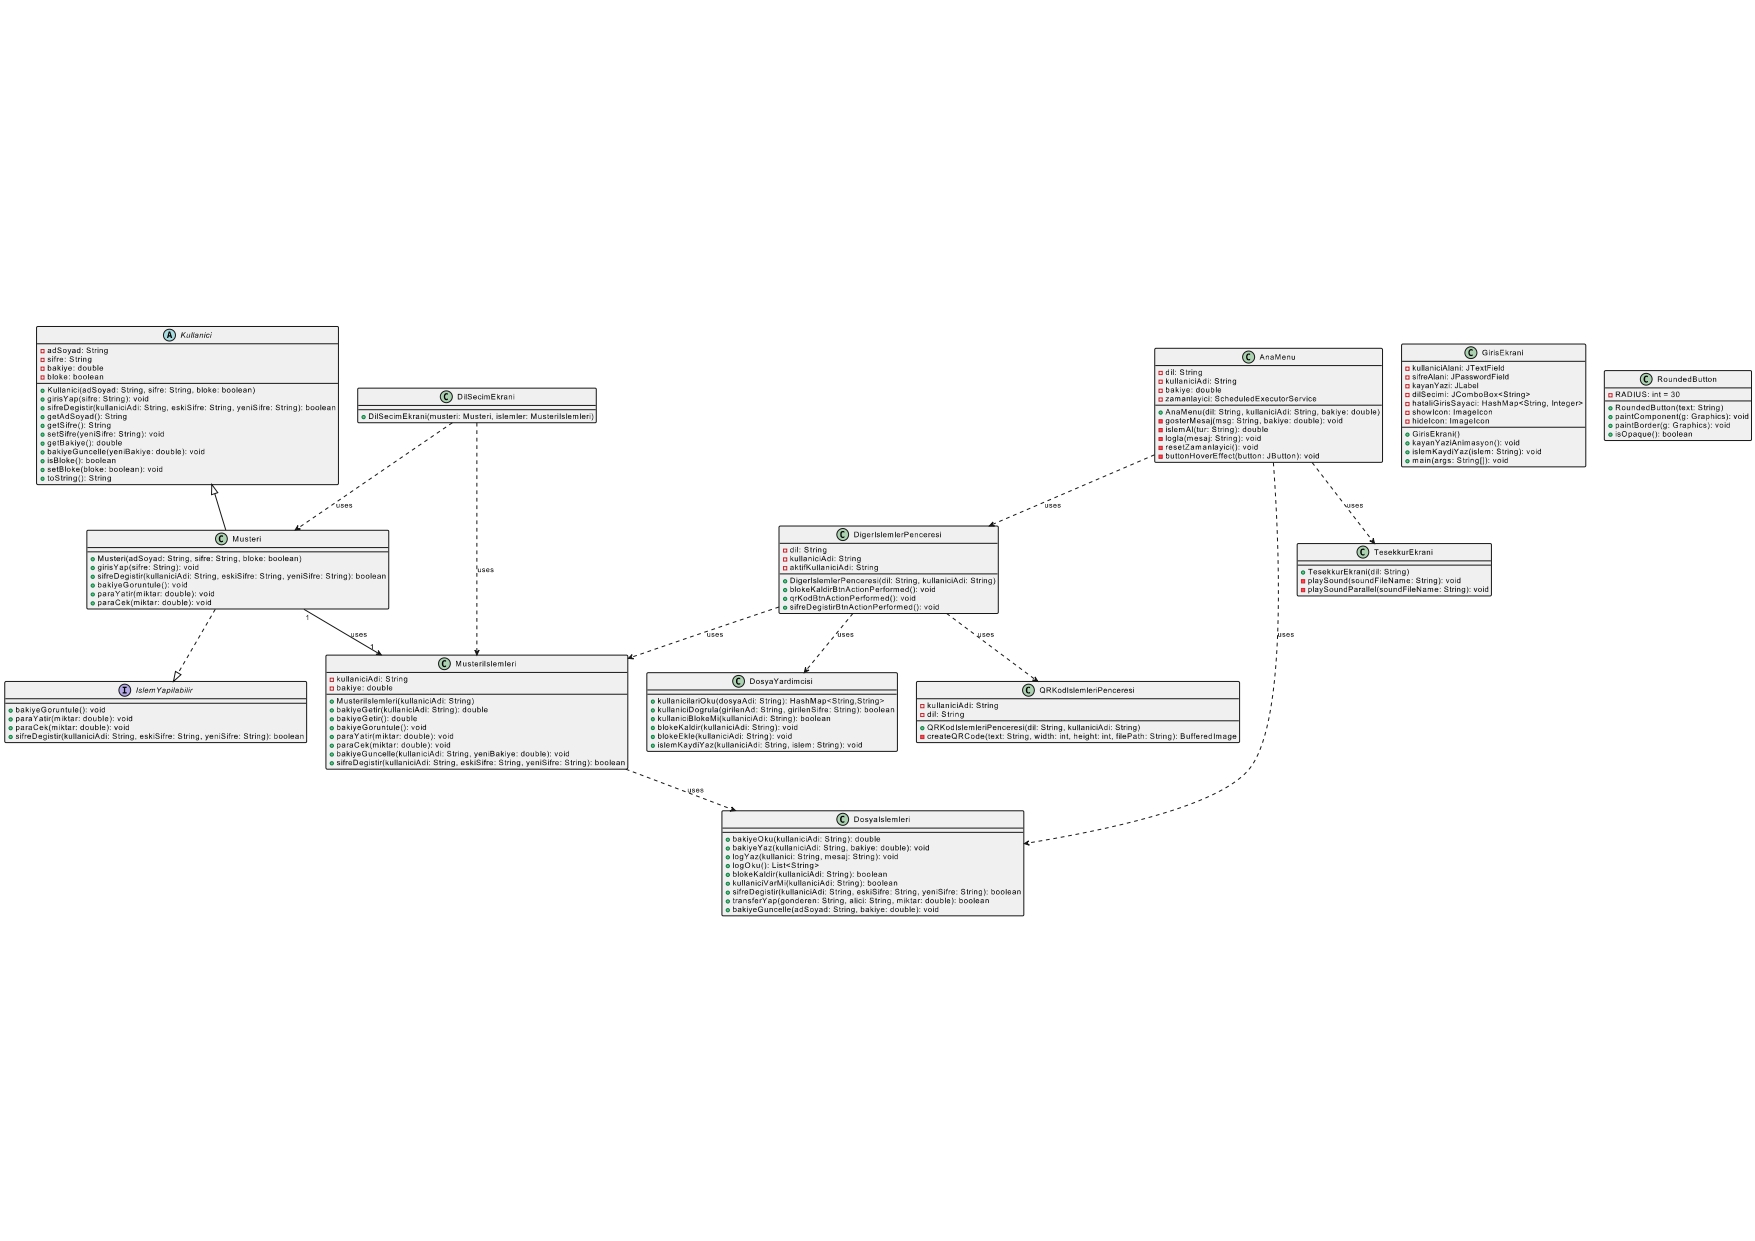 Kullanici
adSoyad: String
sifre: String
bakiye: double
bloke: boolean
Kullanici(adSoyad: String, sifre: String, bloke: boolean)
girisYap(sifre: String): void
sifreDegistir(kullaniciAdi: String, eskiSifre: String, yeniSifre: String): boolean
getAdSoyad(): String
getSifre(): String
setSifre(yeniSifre: String): void
getBakiye(): double
bakiyeGuncelle(yeniBakiye: double): void
isBloke(): boolean
setBloke(bloke: boolean): void
toString(): String
DilSecimEkrani
DilSecimEkrani(musteri: Musteri, islemler: MusteriIslemleri)
AnaMenu
dil: String
kullaniciAdi: String
bakiye: double
zamanlayici: ScheduledExecutorService
AnaMenu(dil: String, kullaniciAdi: String, bakiye: double)
gosterMesaj(msg: String, bakiye: double): void
islemAl(tur: String): double
logla(mesaj: String): void
resetZamanlayici(): void
buttonHoverEffect(button: JButton): void
GirisEkrani
kullaniciAlani: JTextField
sifreAlani: JPasswordField
kayanYazi: JLabel
dilSecimi: JComboBox<String>
hataliGirisSayaci: HashMap<String, Integer>
showIcon: ImageIcon
hideIcon: ImageIcon
GirisEkrani()
kayanYaziAnimasyon(): void
islemKaydiYaz(islem: String): void
main(args: String[]): void
RoundedButton
RADIUS: int = 30
RoundedButton(text: String)
paintComponent(g: Graphics): void
paintBorder(g: Graphics): void
isOpaque(): boolean
uses
uses
uses
Musteri
Musteri(adSoyad: String, sifre: String, bloke: boolean)
girisYap(sifre: String): void
sifreDegistir(kullaniciAdi: String, eskiSifre: String, yeniSifre: String): boolean
bakiyeGoruntule(): void
paraYatir(miktar: double): void
paraCek(miktar: double): void
uses
DigerIslemlerPenceresi
dil: String
kullaniciAdi: String
aktifKullaniciAdi: String
DigerIslemlerPenceresi(dil: String, kullaniciAdi: String)
blokeKaldirBtnActionPerformed(): void
qrKodBtnActionPerformed(): void
sifreDegistirBtnActionPerformed(): void
TesekkurEkrani
TesekkurEkrani(dil: String)
playSound(soundFileName: String): void
playSoundParallel(soundFileName: String): void
1
uses
1
uses
uses
uses
uses
IslemYapilabilir
bakiyeGoruntule(): void
paraYatir(miktar: double): void
paraCek(miktar: double): void
sifreDegistir(kullaniciAdi: String, eskiSifre: String, yeniSifre: String): boolean
MusteriIslemleri
kullaniciAdi: String
bakiye: double
MusteriIslemleri(kullaniciAdi: String)
bakiyeGetir(kullaniciAdi: String): double
bakiyeGetir(): double
bakiyeGoruntule(): void
paraYatir(miktar: double): void
paraCek(miktar: double): void
bakiyeGuncelle(kullaniciAdi: String, yeniBakiye: double): void
sifreDegistir(kullaniciAdi: String, eskiSifre: String, yeniSifre: String): boolean
DosyaYardimcisi
kullanicilariOku(dosyaAdi: String): HashMap<String,String>
kullaniciDogrula(girilenAd: String, girilenSifre: String): boolean
kullaniciBlokeMi(kullaniciAdi: String): boolean
blokeKaldir(kullaniciAdi: String): void
blokeEkle(kullaniciAdi: String): void
islemKaydiYaz(kullaniciAdi: String, islem: String): void
QRKodIslemleriPenceresi
kullaniciAdi: String
dil: String
QRKodIslemleriPenceresi(dil: String, kullaniciAdi: String)
createQRCode(text: String, width: int, height: int, filePath: String): BufferedImage
uses
DosyaIslemleri
bakiyeOku(kullaniciAdi: String): double
bakiyeYaz(kullaniciAdi: String, bakiye: double): void
logYaz(kullanici: String, mesaj: String): void
logOku(): List<String>
blokeKaldir(kullaniciAdi: String): boolean
kullaniciVarMi(kullaniciAdi: String): boolean
sifreDegistir(kullaniciAdi: String, eskiSifre: String, yeniSifre: String): boolean
transferYap(gonderen: String, alici: String, miktar: double): boolean
bakiyeGuncelle(adSoyad: String, bakiye: double): void